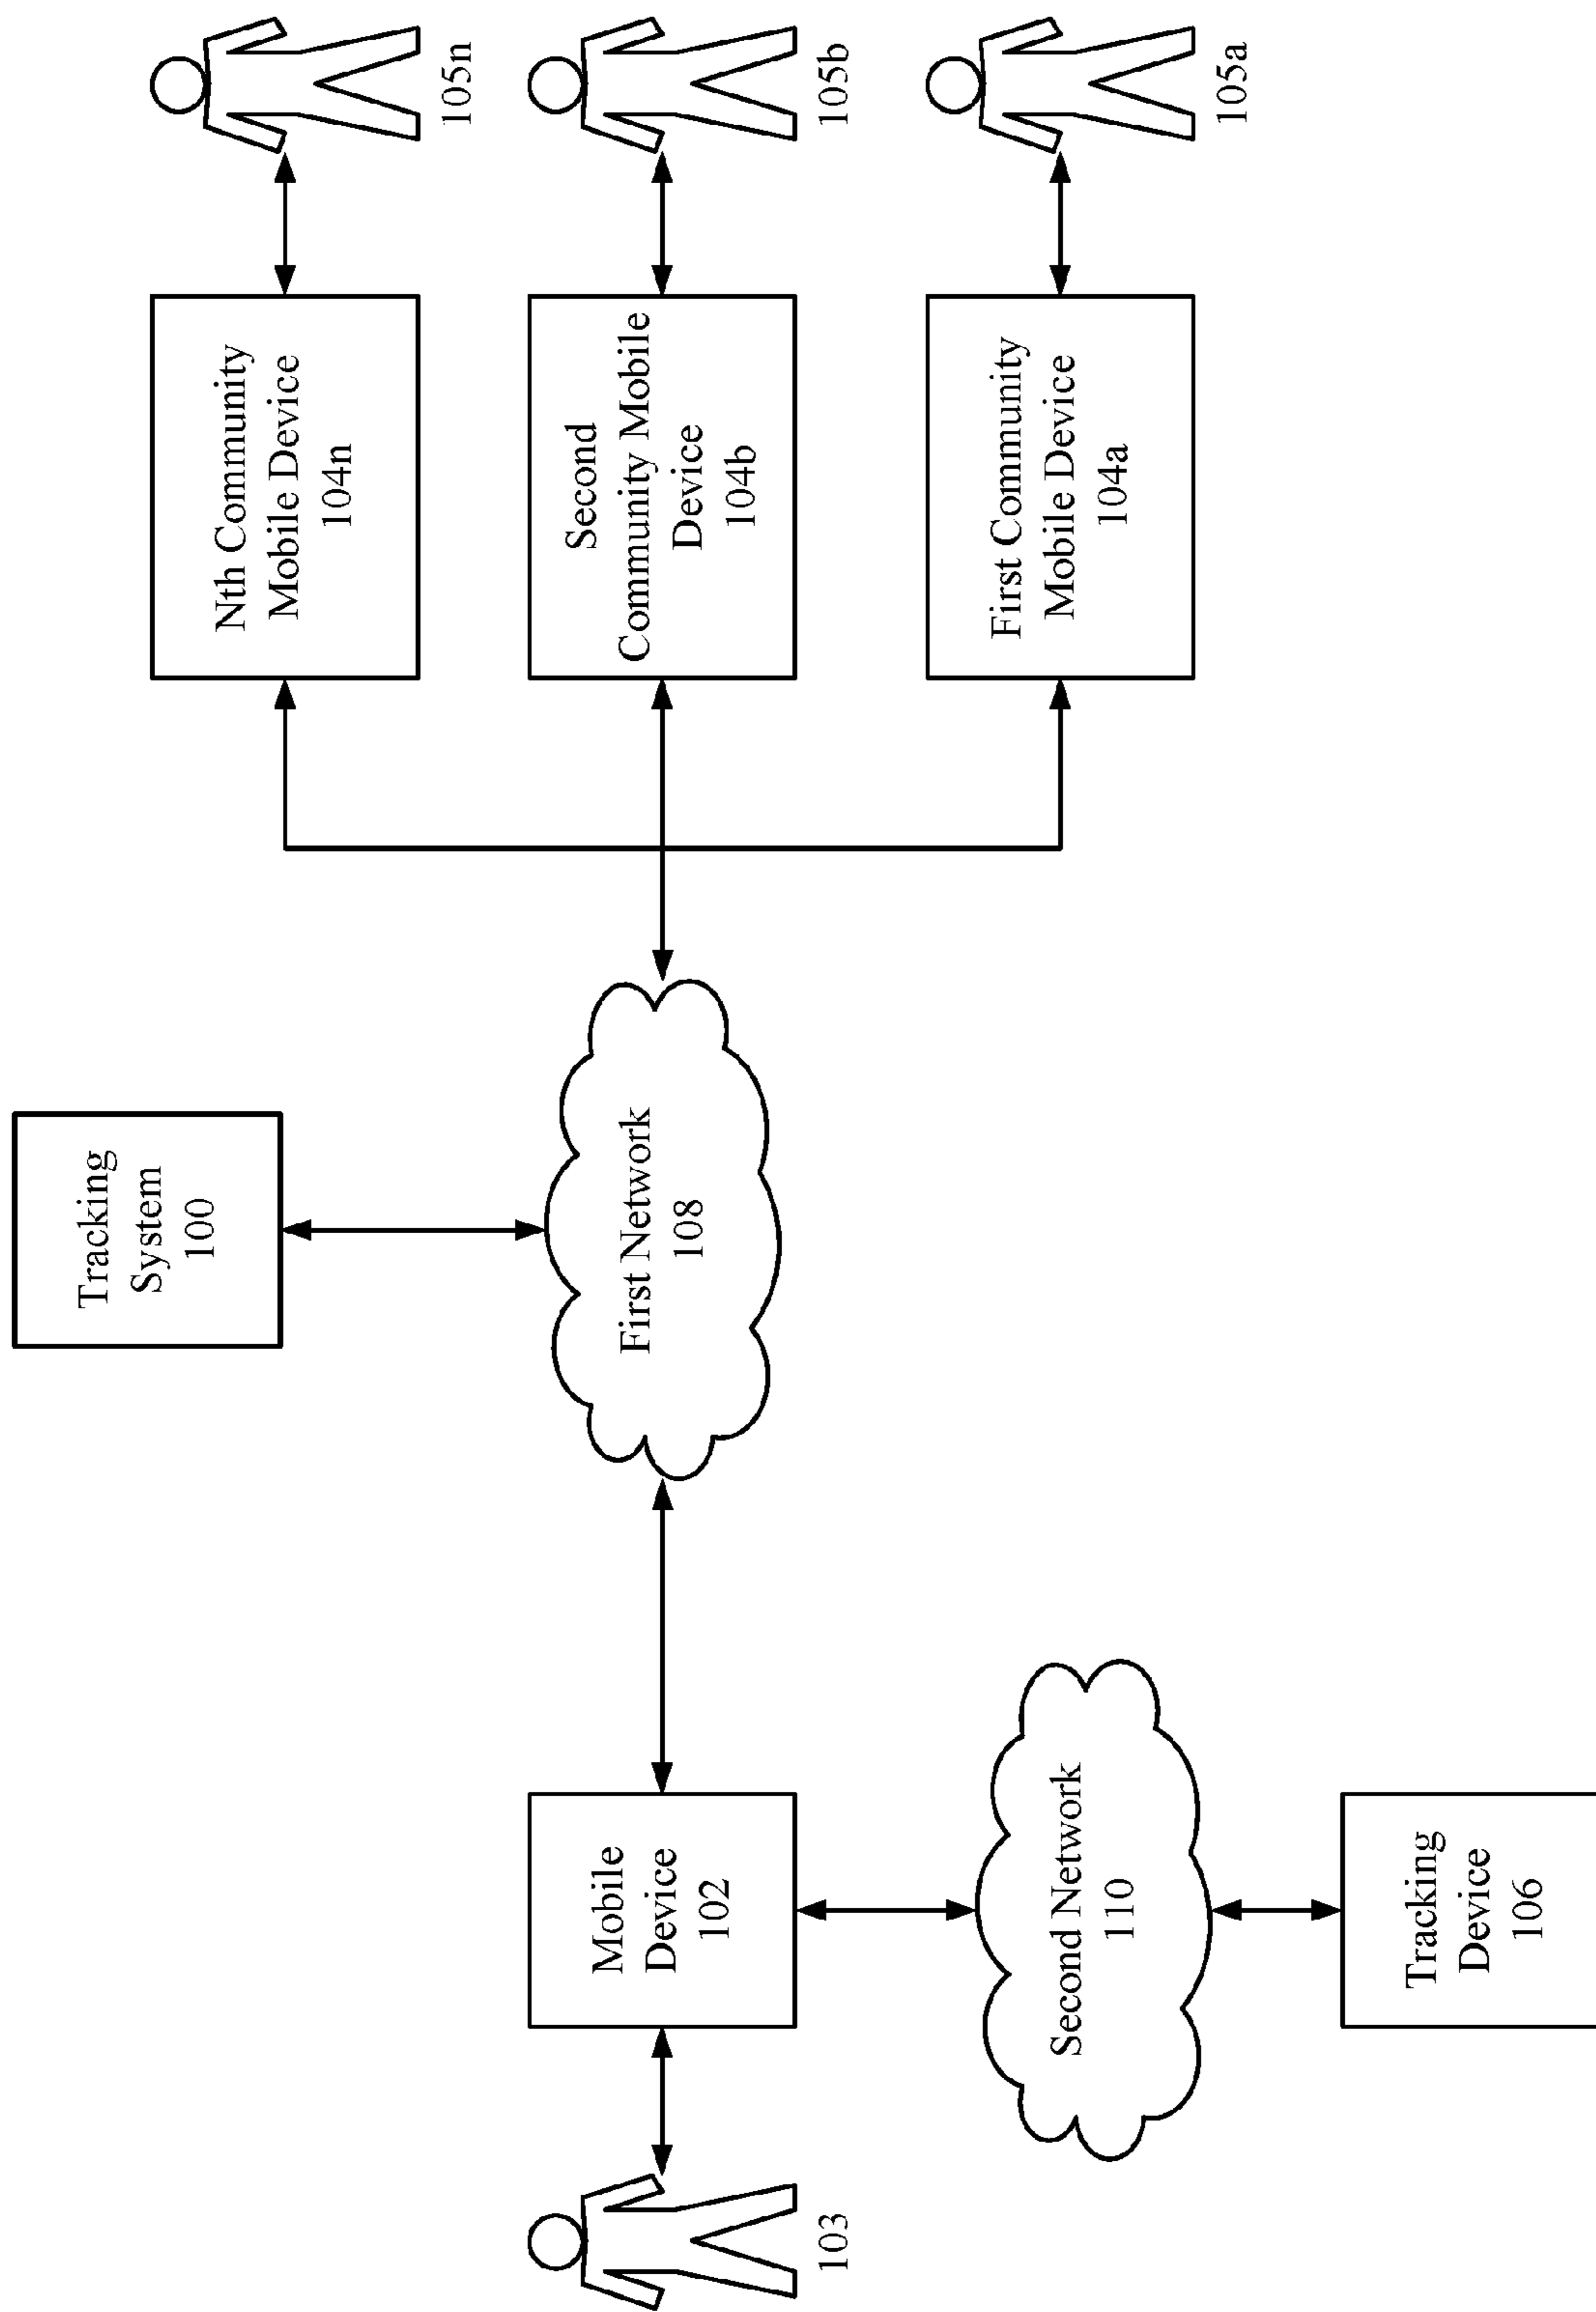 Tracking
System
100
Nth Community
Mobile Device
104n
105n
103
Mobile
Device
102
First Network
108
Second
Community Mobile
Device
104b
105b
Second Network
110
First Community
Mobile Device
104a
105a
Tracking
Device
106